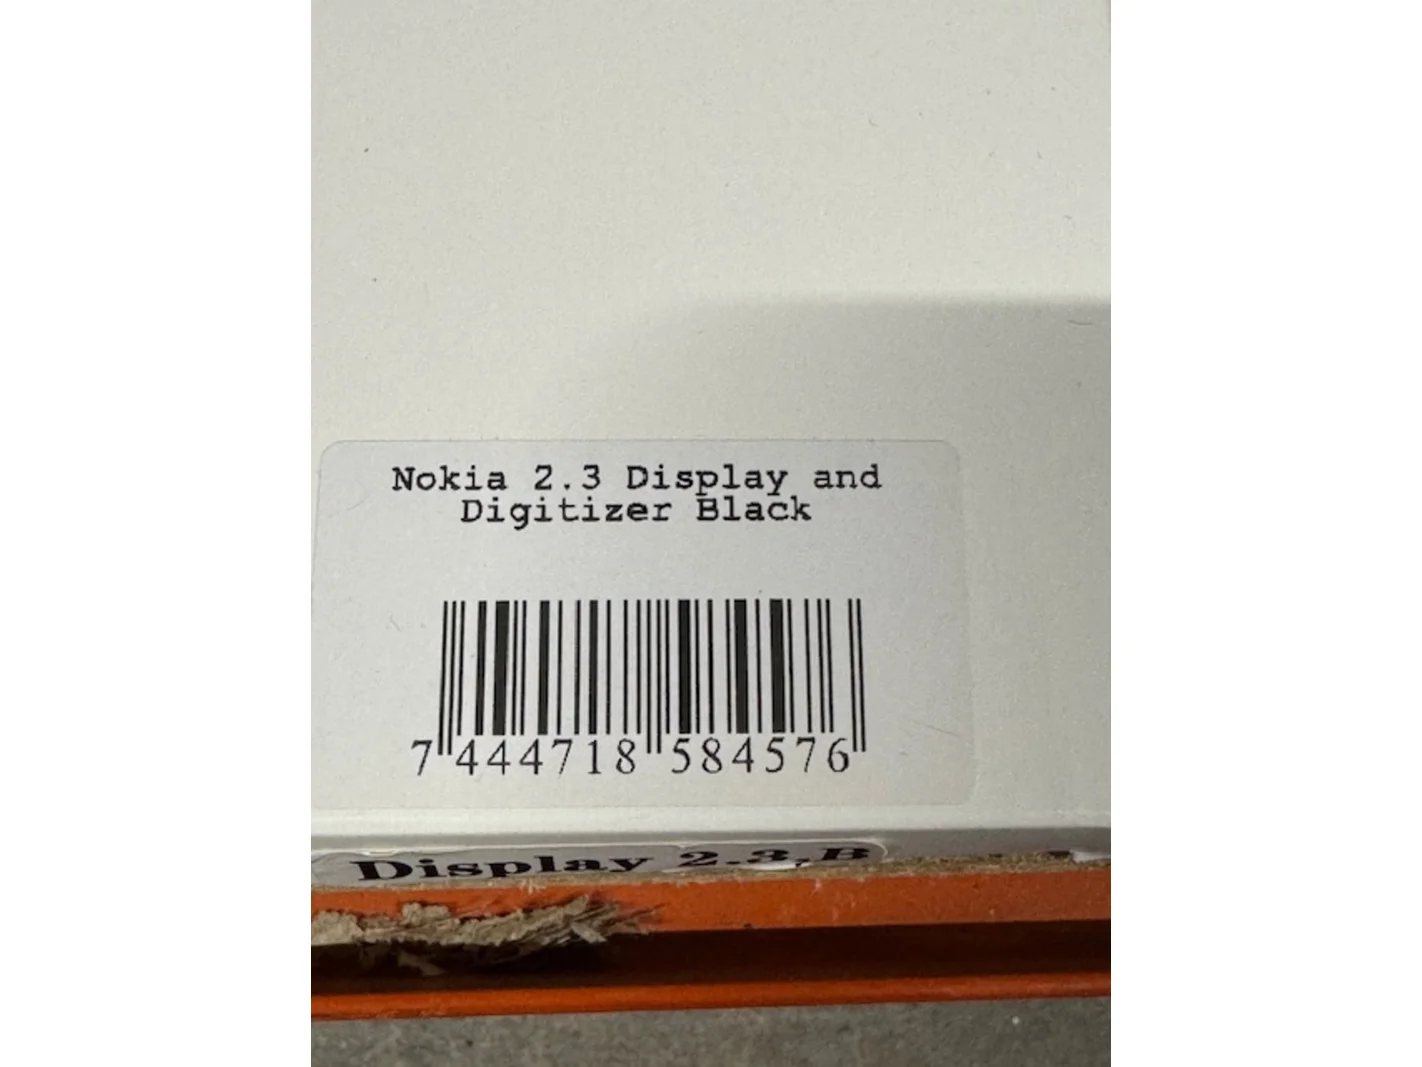 Nokia 2.3 Display and
Digitizer Black
7 444718 584576
Display 2.3.B